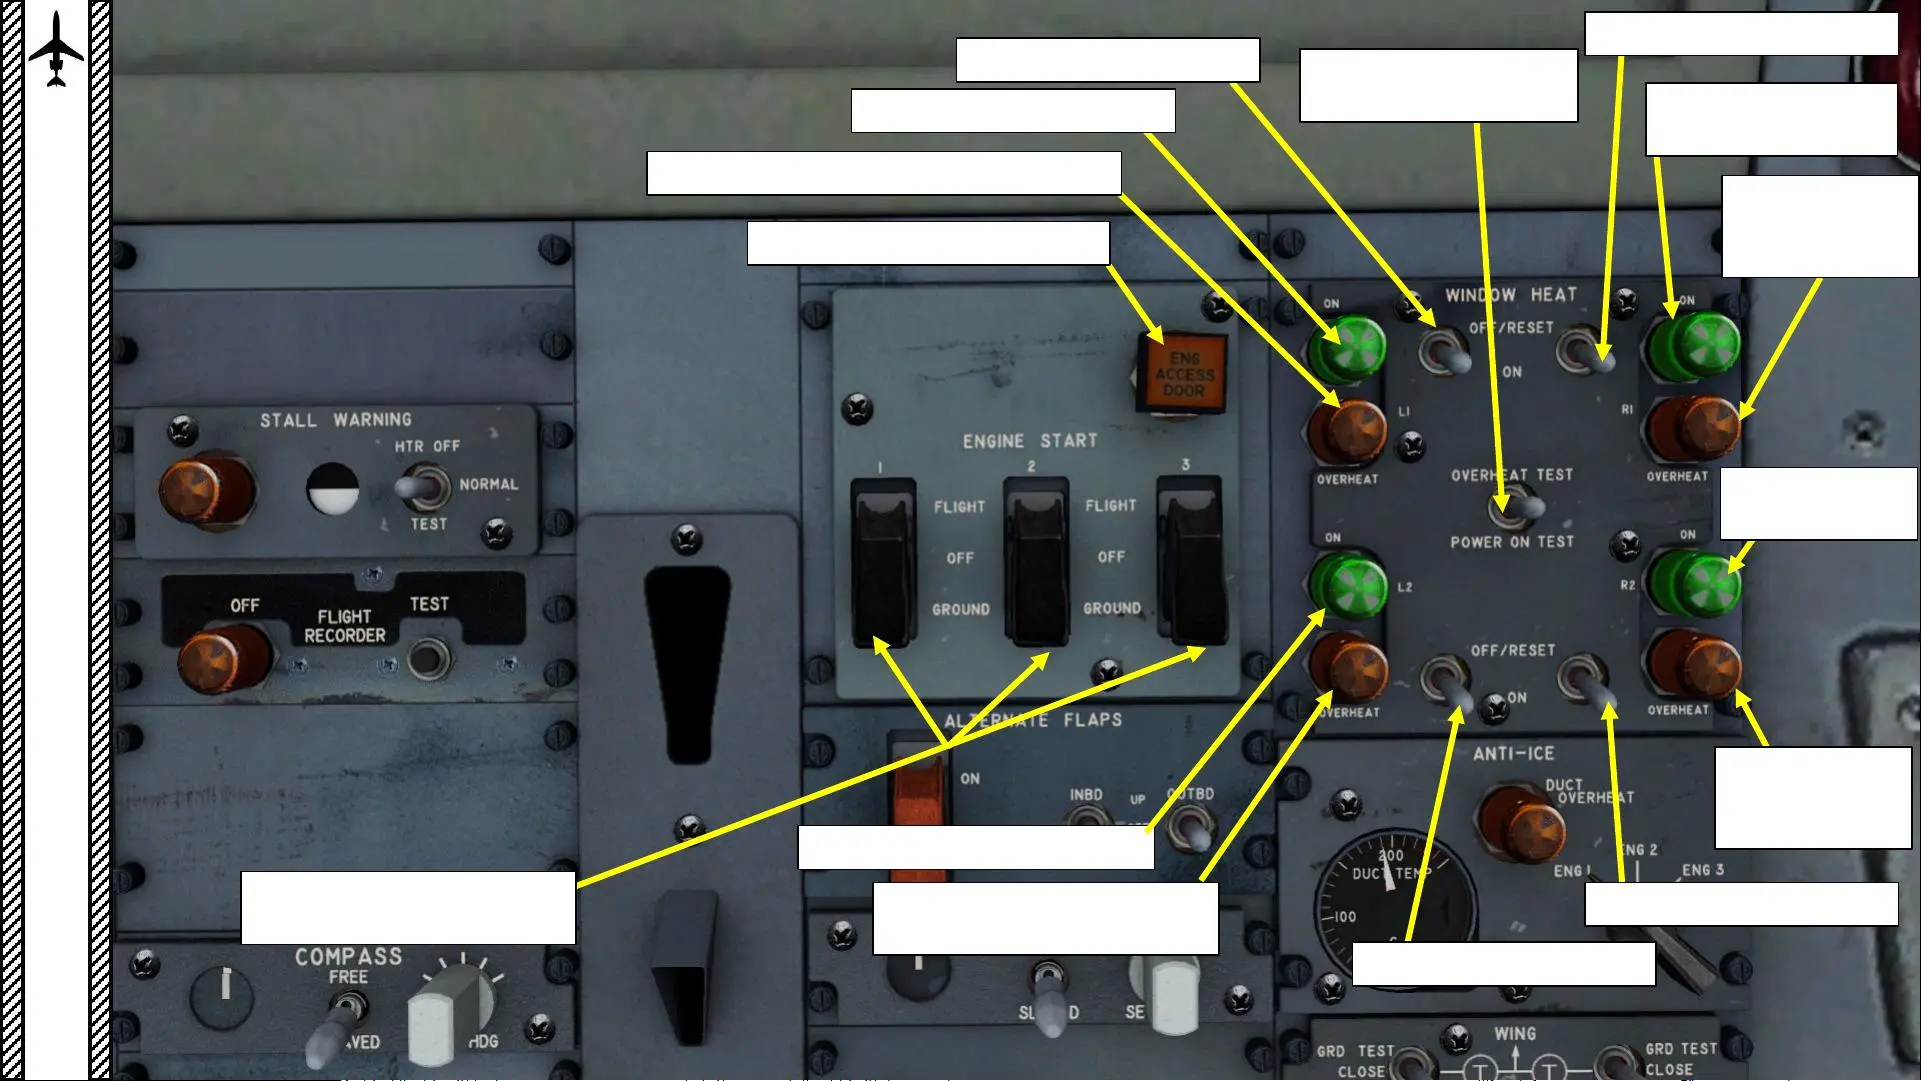 WINDOW HEAT
ON
OFF/RESET
ON
ON
ENG
ACCESS
DOOR
L1
R1
STALL WARNING
HTR OFF
NORMAL
TEST
ENGINE START
1
2
3
FLIGHT
FLIGHT
OFF
OFF
GROUND
GROUND
OVERHEAT
OVERHEAT TEST
OVERHEAT
POWER ON TEST
ON
ON
L2
R2
OFF
FLIGHT
RECORDER
TEST
OFF/RESET
ON
OVERHEAT
OVERHEAT
ALTERNATE FLAPS
ON
INBD
UP
OUTBD
ANTI-ICE
DUCT
OVERHEAT
200
DUCT TEMP
100
ENG 1
ENG 2
ENG 3
COMPASS
FREE
HDG
WING
GRD TEST
CLOSE
GRD TEST
CLOSE
T
T